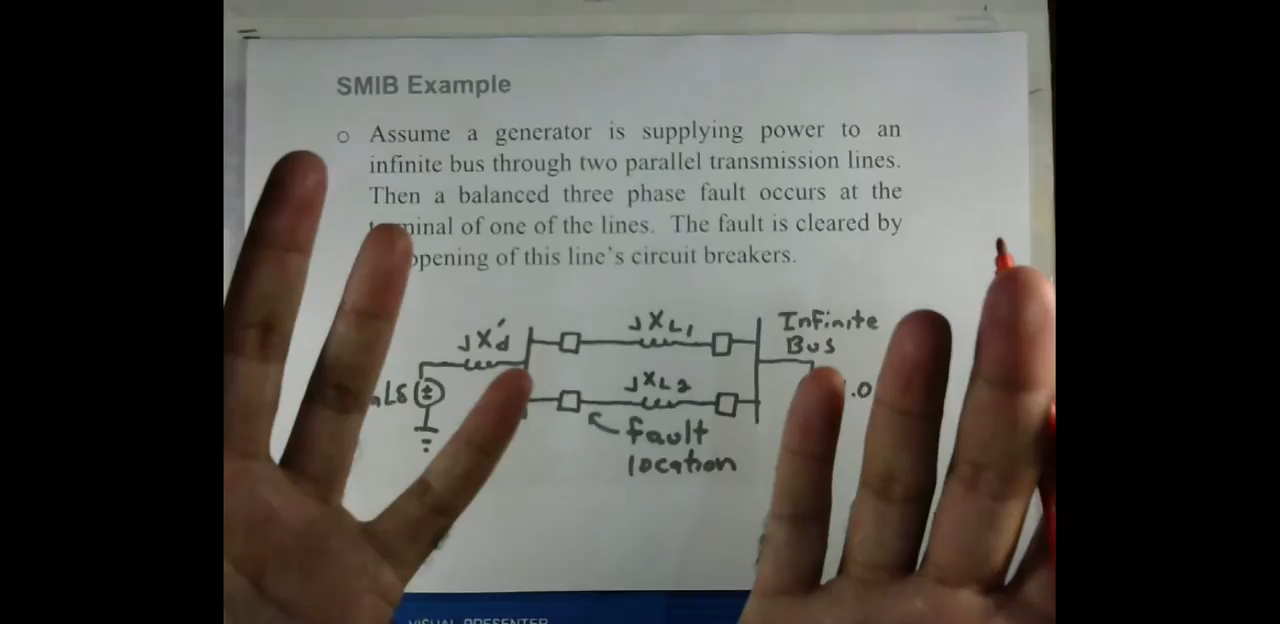 SMIB Example
○ Assume a generator is supplying power to an
infinite bus through two parallel transmission lines.
Then a balanced three phase fault occurs at the
of one of the lines. The fault is cleared by
opening of this line's circuit breakers.
JX'd
JXL1
Infinite
Bus
JXL2
Fault
location
VISUAL PRESENTER